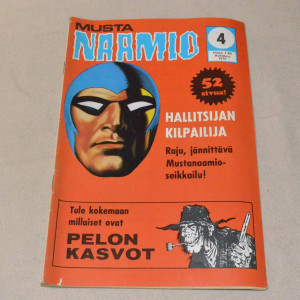 MUSTA
NAAMIO
4
52
sivua!
HALLITSIJAN
KILPAILIJA
Raju, jännittävä
Mustanaamio-
seikkailu!
Tule kokemaan
millaiset ovat
PELON
KASVOT